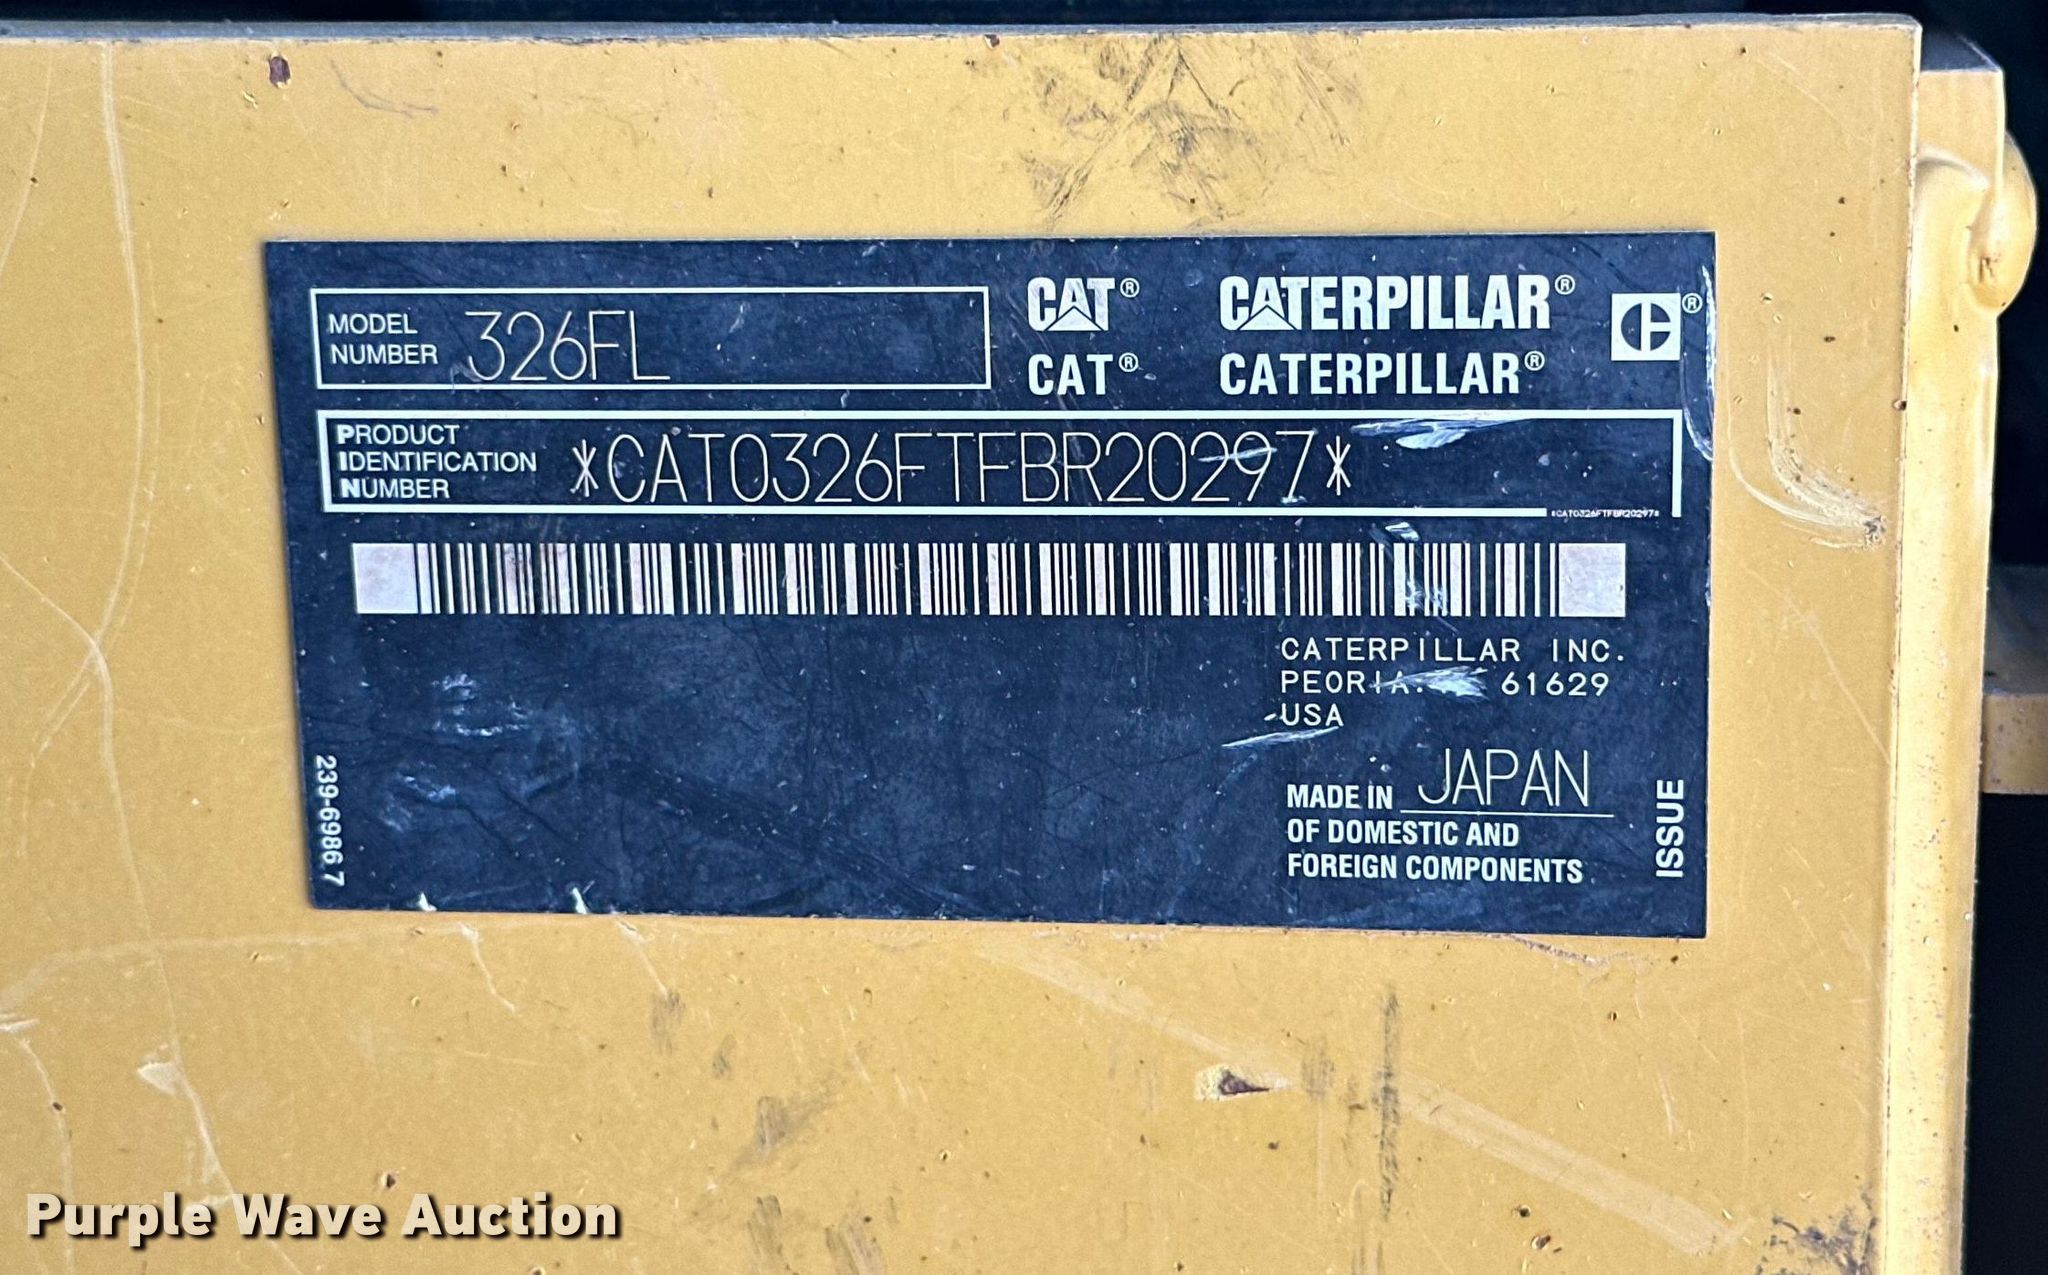 MODEL NUMBER 326FL
CAT® CATERPILLAR® ®
CAT® CATERPILLAR®
PRODUCT IDENTIFICATION NUMBER *CAT0326FTFBR20297*
*CAT0326FTFBR20297*
CATERPILLAR INC.
PEORIA. 61629
USA
MADE IN JAPAN
OF DOMESTIC AND
FOREIGN COMPONENTS
ISSUE
239-6986 7
Purple Wave Auction